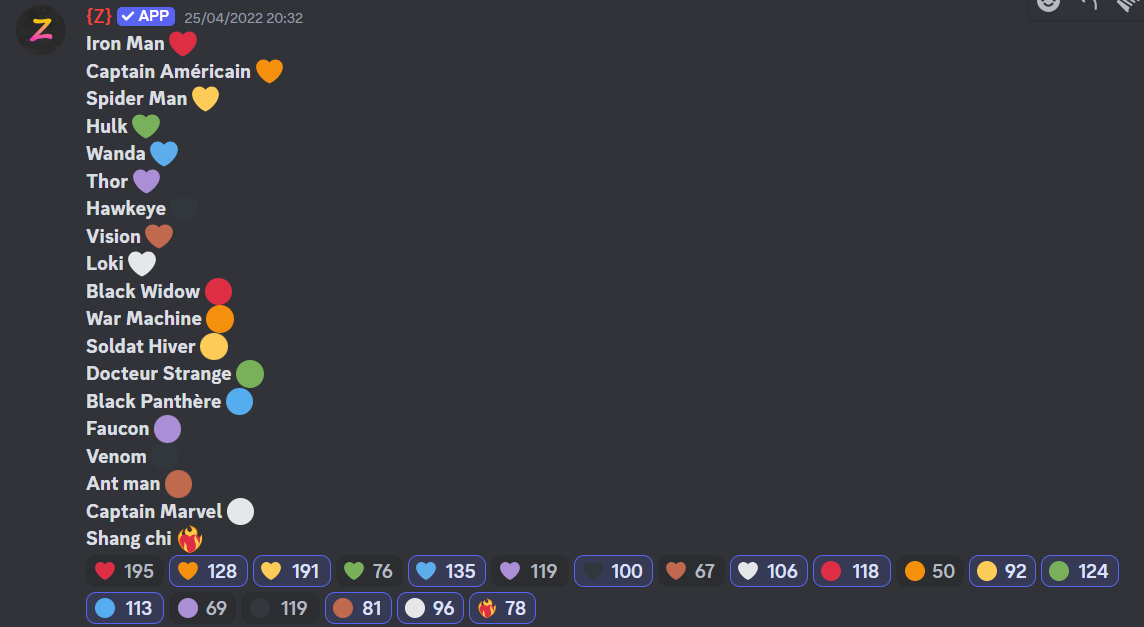 {Z} ✓ APP 25/04/2022 20:32
Iron Man ❤️
Captain Américain 🧡
Spider Man 💛
Hulk 💚
Wanda 💙
Thor 💜
Hawkeye 🖤
Vision 🤎
Loki 🤍
Black Widow 🔴
War Machine 🟠
Soldat Hiver 🟡
Docteur Strange 🟢
Black Panthère 🔵
Faucon 🟣
Venom ⚫
Ant man 🟤
Captain Marvel ⚪
Shang chi ❤️‍🔥
❤️ 195 🧡 128 💛 191 💚 76 💙 135 💜 119 🖤 100 🤎 67 🤍 106 🔴 118 🟠 50 🟡 92 🟢 124
🔵 113 🟣 69 ⚫ 119 🟤 81 ⚪ 96 ❤️‍🔥 78